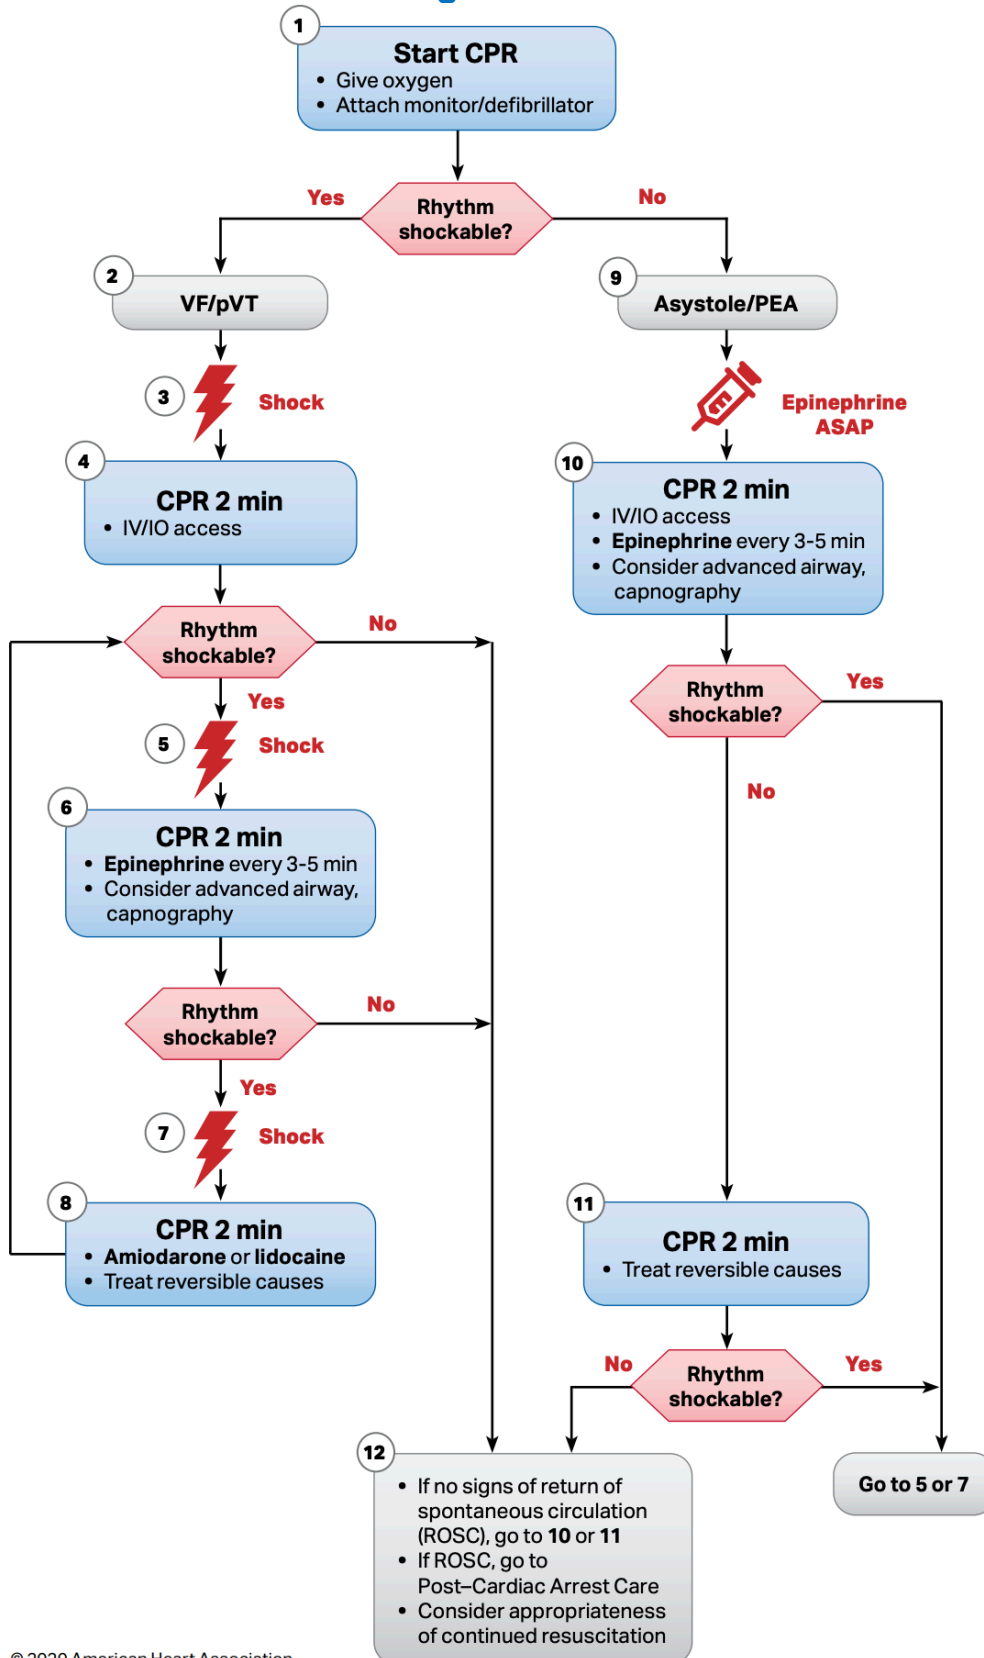 1
Start CPR
• Give oxygen
• Attach monitor/defibrillator
Rhythm
shockable?
Yes
No
2
VF/pVT
3
Shock
4
CPR 2 min
• IV/IO access
Rhythm
shockable?
No
Yes
5
Shock
6
CPR 2 min
• Epinephrine every 3-5 min
• Consider advanced airway,
capnography
Rhythm
shockable?
No
Yes
7
Shock
8
CPR 2 min
• Amiodarone or lidocaine
• Treat reversible causes
9
Asystole/PEA
Epinephrine
ASAP
10
CPR 2 min
• IV/IO access
• Epinephrine every 3-5 min
• Consider advanced airway,
capnography
Rhythm
shockable?
Yes
No
11
CPR 2 min
• Treat reversible causes
Rhythm
shockable?
No
Yes
12
• If no signs of return of
spontaneous circulation
(ROSC), go to 10 or 11
• If ROSC, go to
Post–Cardiac Arrest Care
• Consider appropriateness
of continued resuscitation
Go to 5 or 7
© 2020 American Heart Association